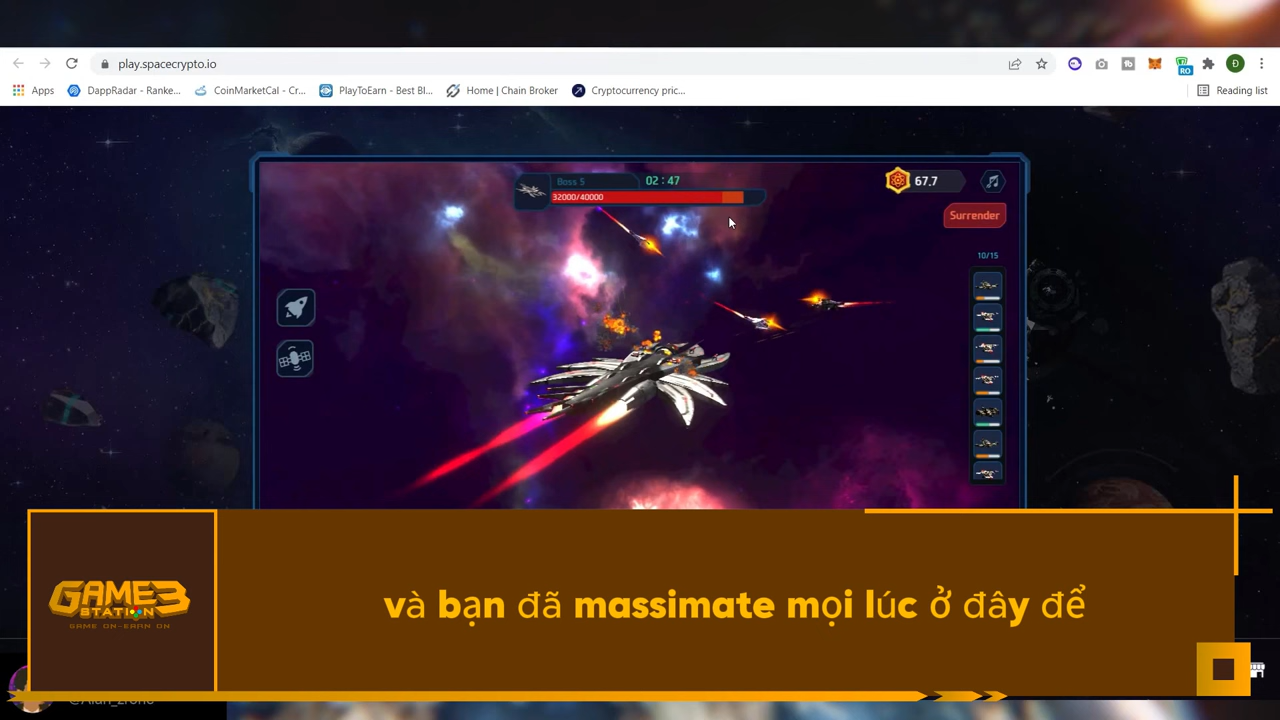 play.spacecrypto.io
Apps
DappRadar - Ranke...
CoinMarketCal - Cr...
PlayToEarn - Best Bl...
Home | Chain Broker
Cryptocurrency pric...
Reading list
RO
Đ
Boss 5
02 : 47
32000/40000
67.7
Surrender
10/15
GAME3
STATION
GAME ON-EARN ON
và bạn đã massimate mọi lúc ở đây để